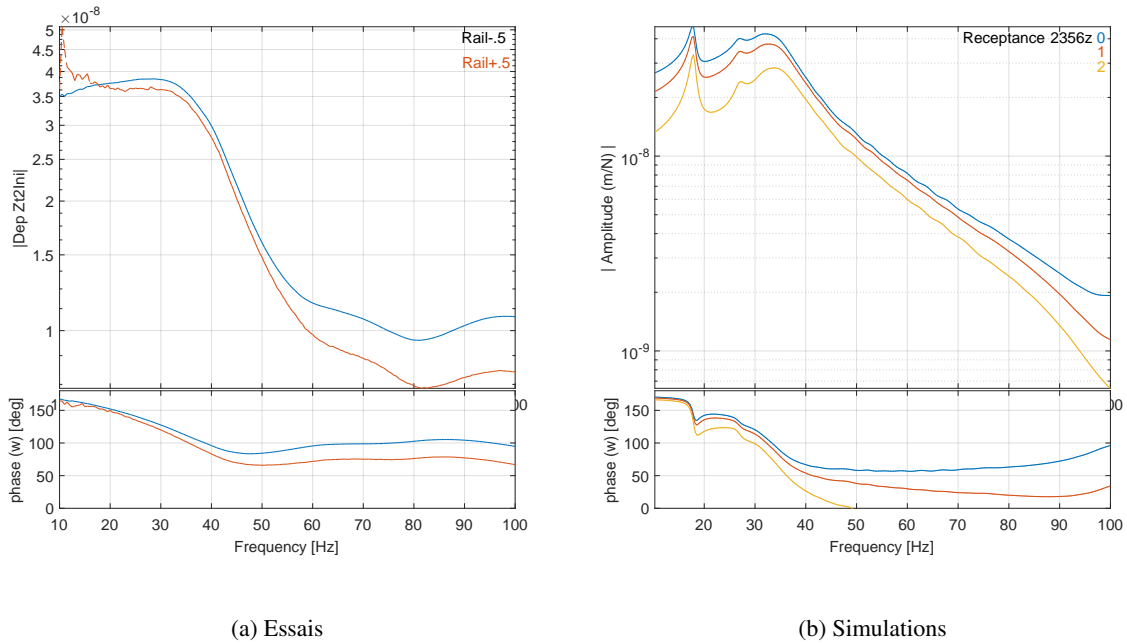 ×10⁻⁸
5
4.5
4
3.5
3
2.5
2
1.5
1
|Dep Zt2Ini|
Rail-.5
Rail+.5
150
100
50
0
phase (w) [deg]
10 20 30 40 50 60 70 80 90 100
Frequency [Hz]
(a) Essais
Receptance 2356z 0
1
2
10⁻⁸
10⁻⁹
| Amplitude (m/N) |
00
150
100
50
0
phase (w) [deg]
20 30 40 50 60 70 80 90 100
Frequency [Hz]
(b) Simulations